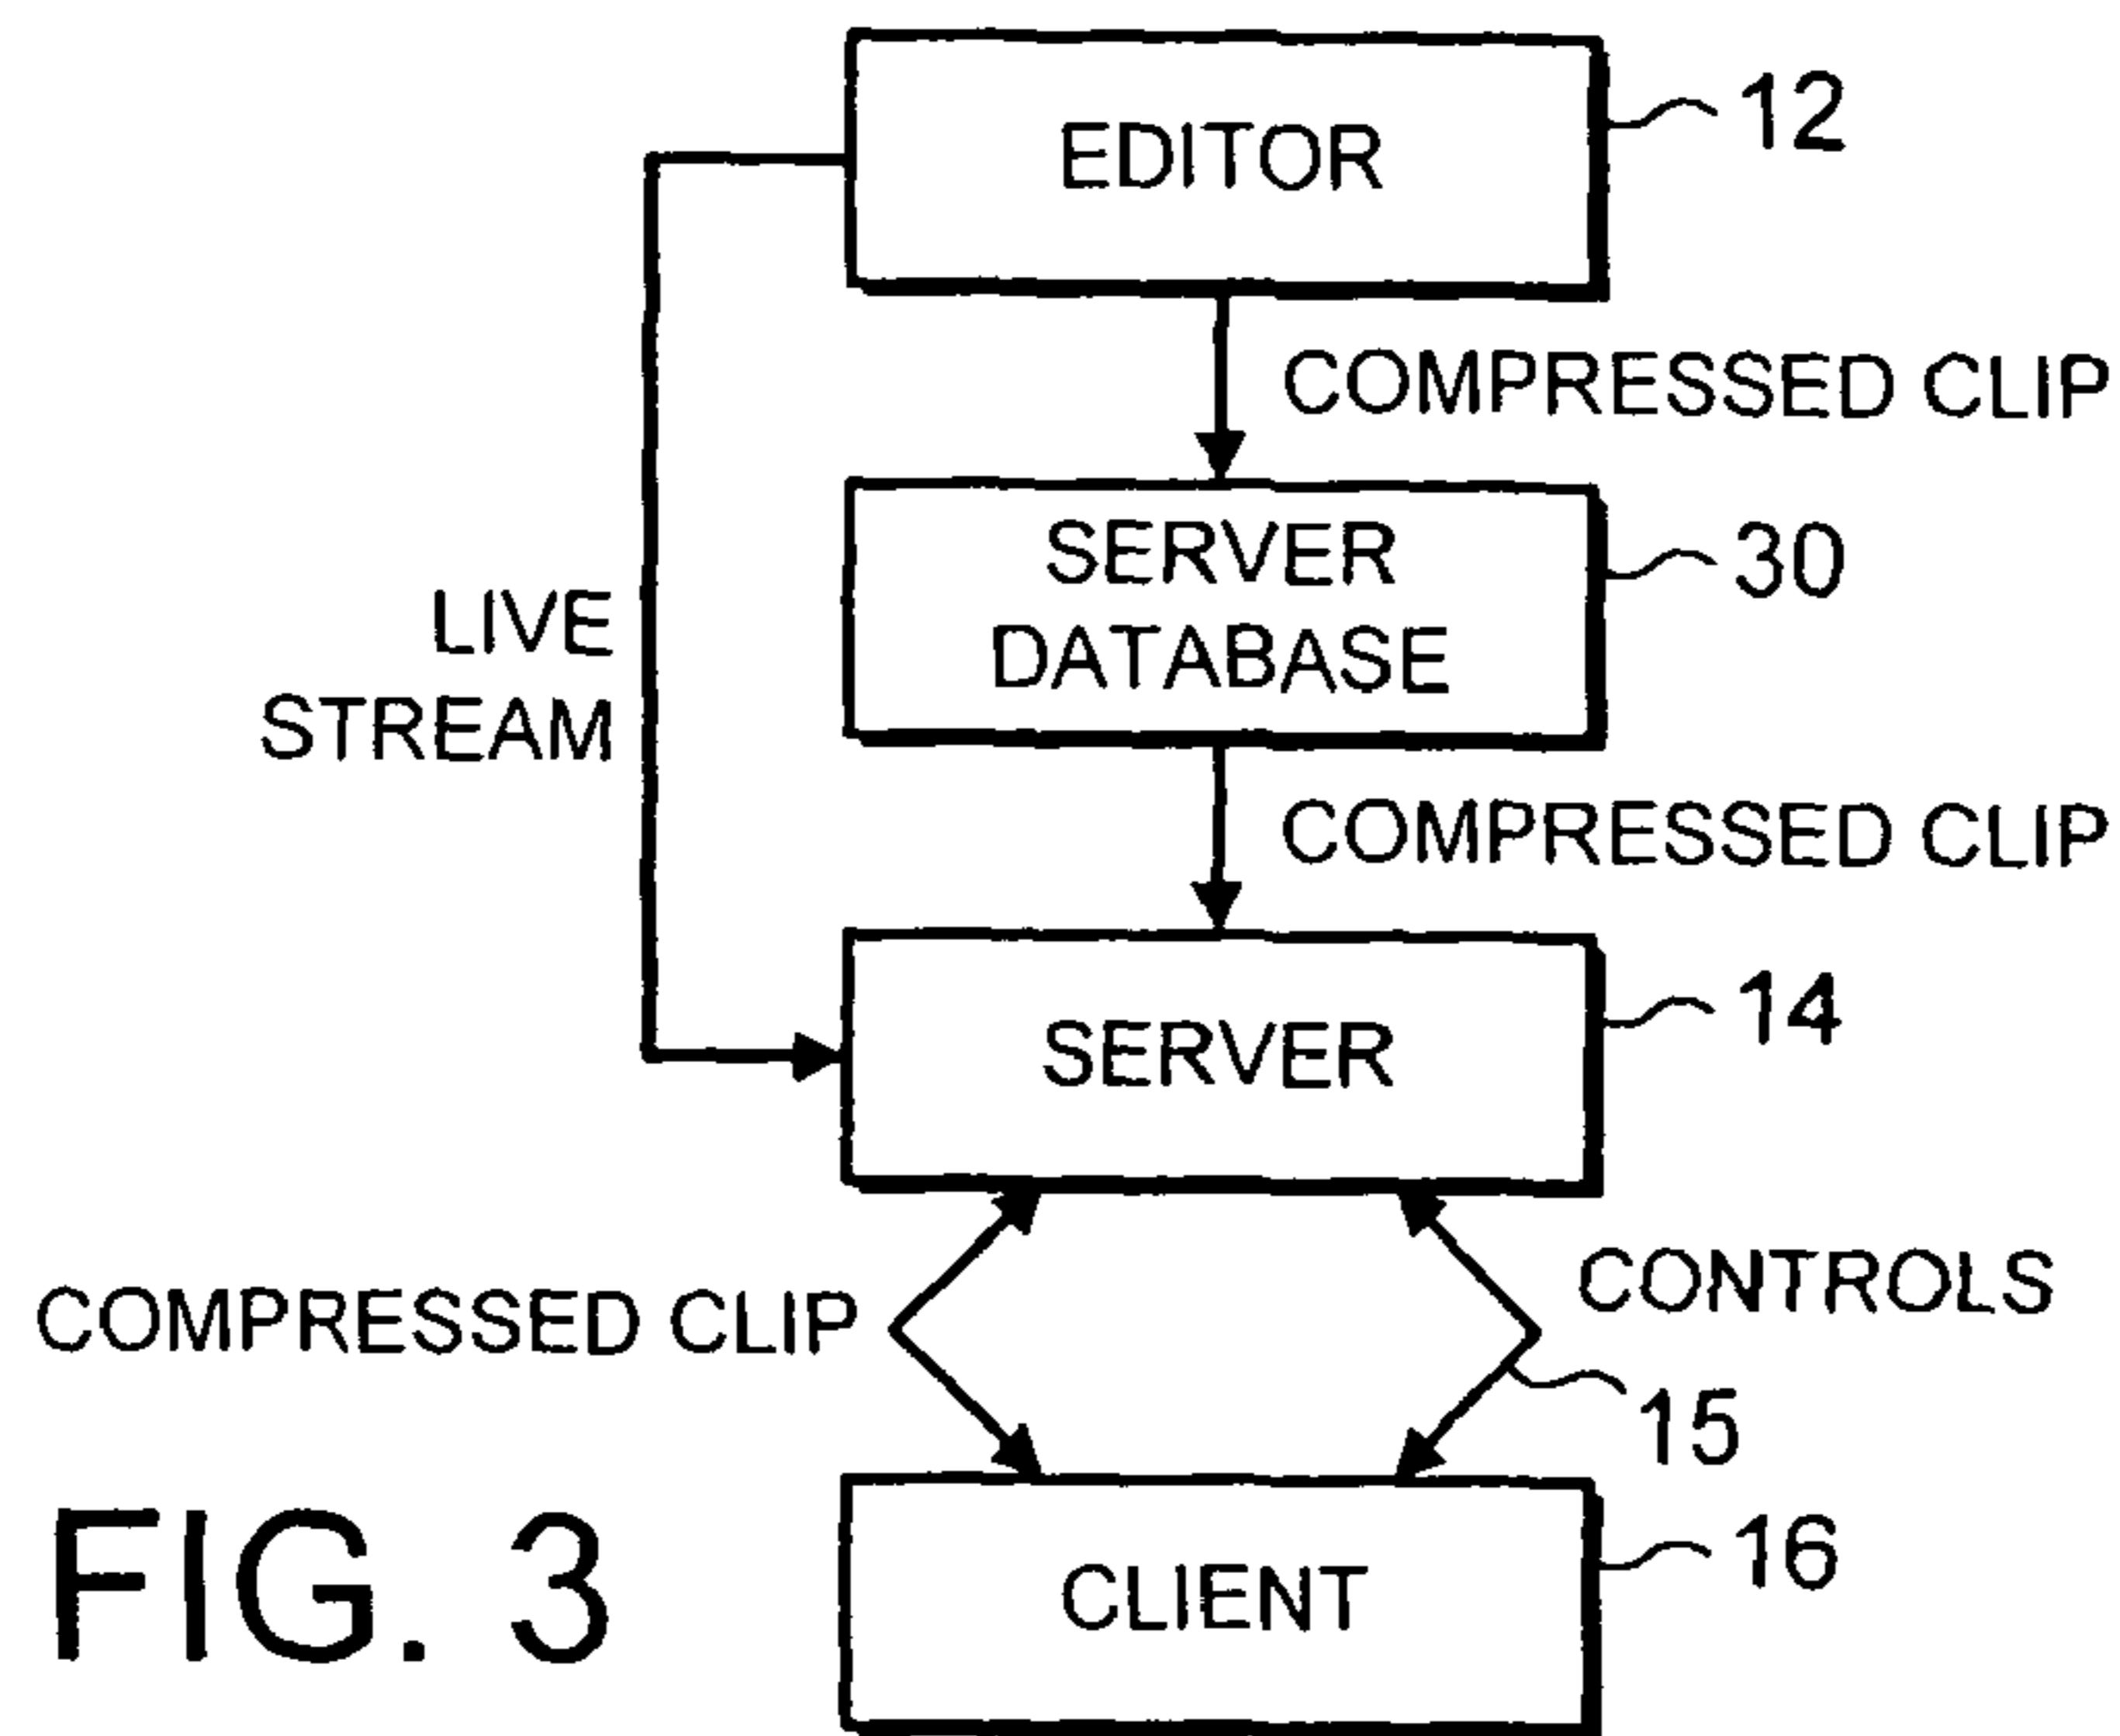 EDITOR
12
COMPRESSED CLIP
SERVER
DATABASE
30
LIVE
STREAM
COMPRESSED CLIP
SERVER
14
COMPRESSED CLIP
CONTROLS
15
CLIENT
16
FIG. 3